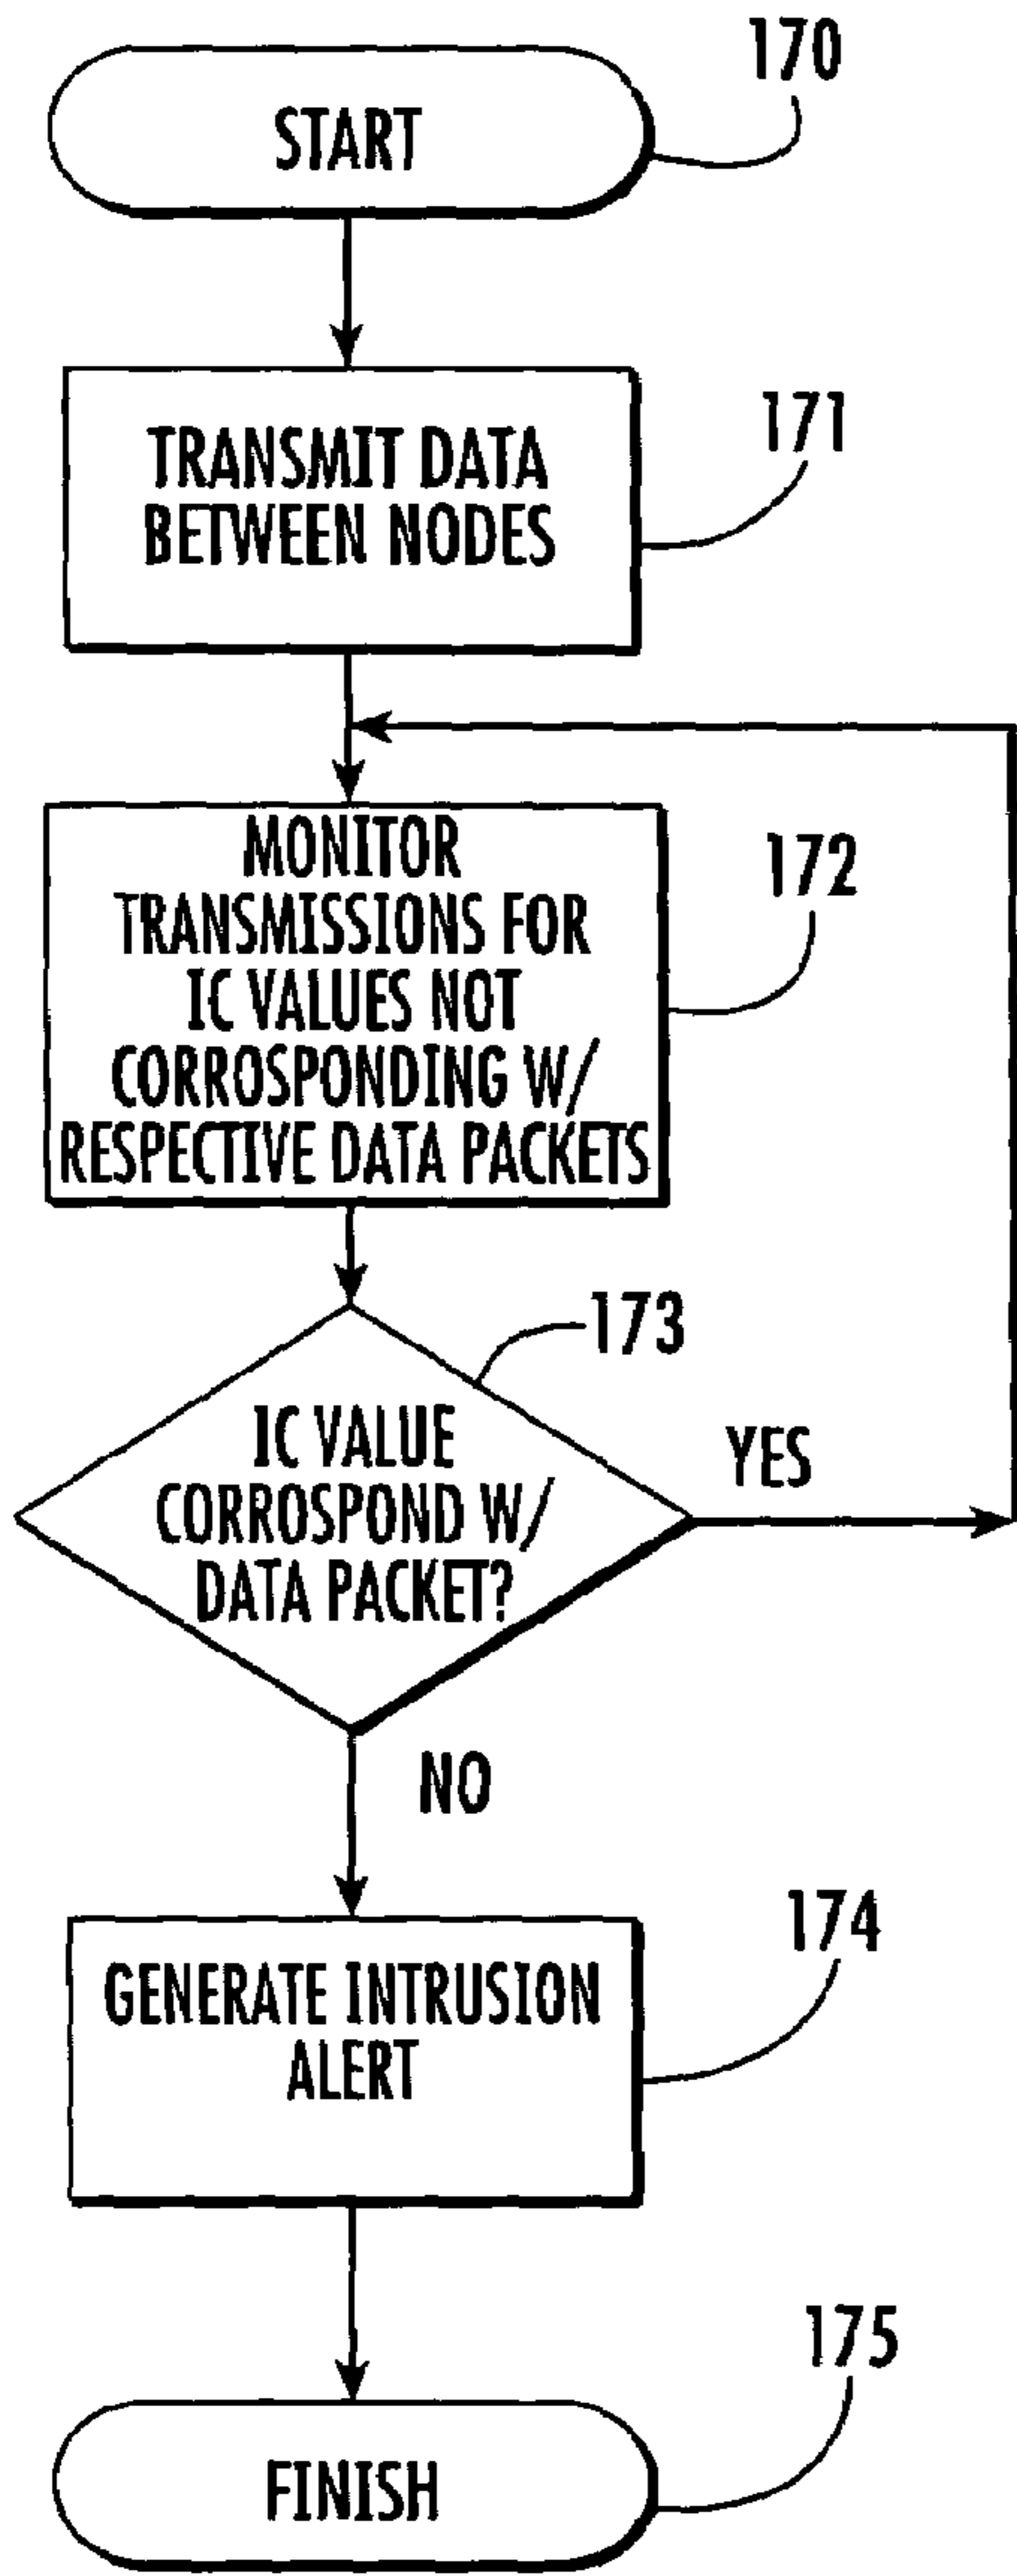 170
START
171
TRANSMIT DATA
BETWEEN NODES
172
MONITOR
TRANSMISSIONS FOR
IC VALUES NOT
CORROSPONDING W/
RESPECTIVE DATA PACKETS
173
IC VALUE
CORROSPOND W/
DATA PACKET?
YES
NO
174
GENERATE INTRUSION
ALERT
175
FINISH